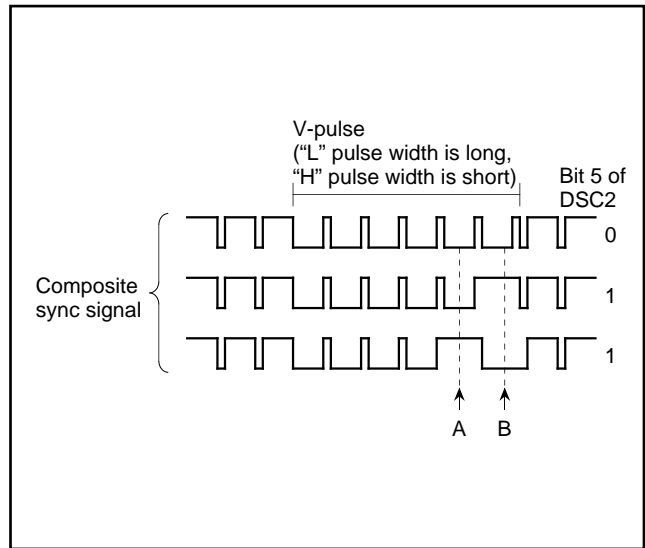 V-pulse
(“L” pulse width is long,
“H” pulse width is short)
Bit 5 of
DSC2
0
Composite
sync signal
1
1
A B